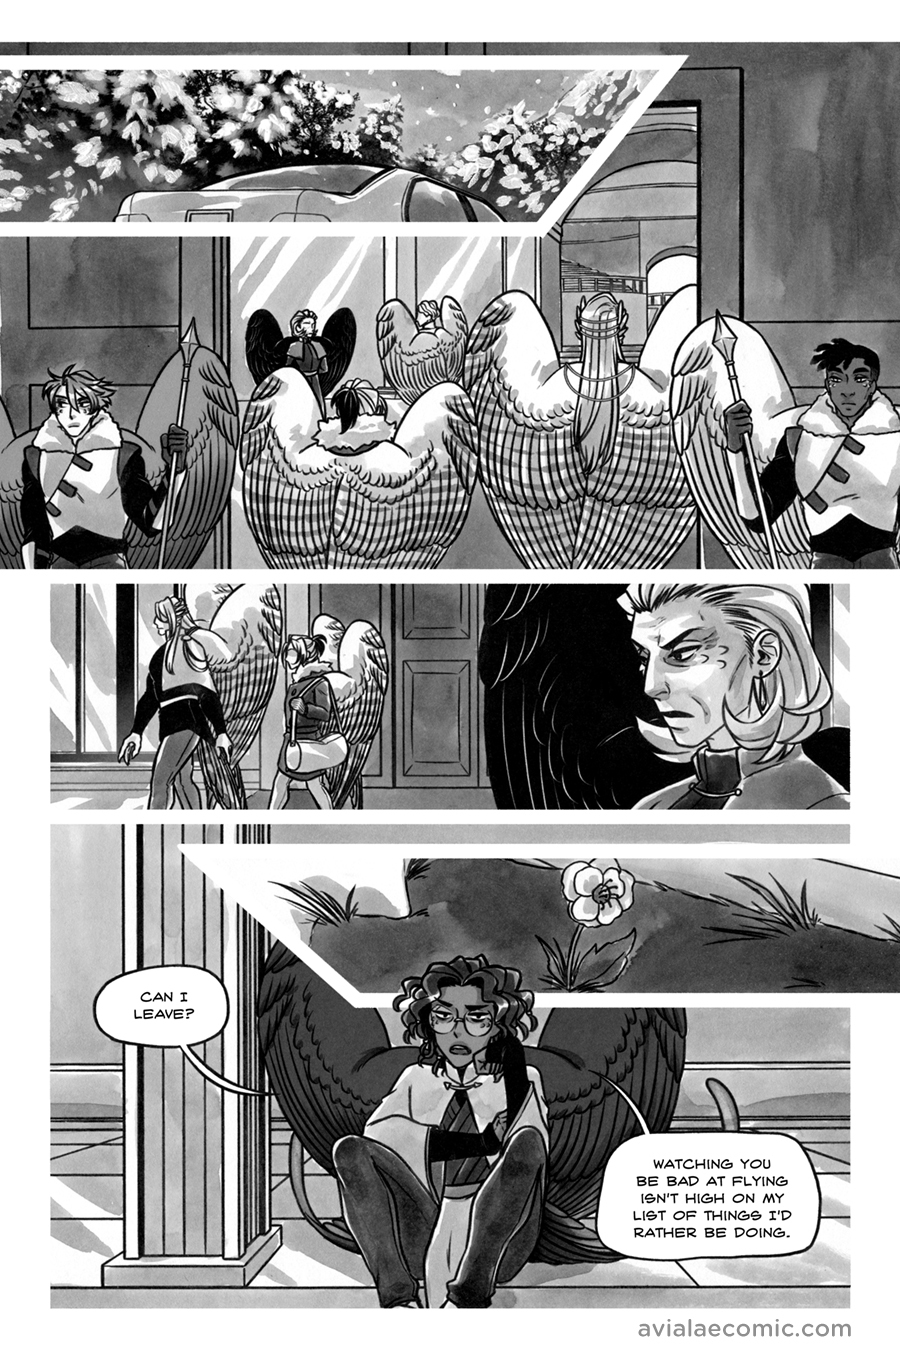 CAN I
LEAVE?
WATCHING YOU
BE BAD AT FLYING
ISN'T HIGH ON MY
LIST OF THINGS I'D
RATHER BE DOING.
avialaecomic.com